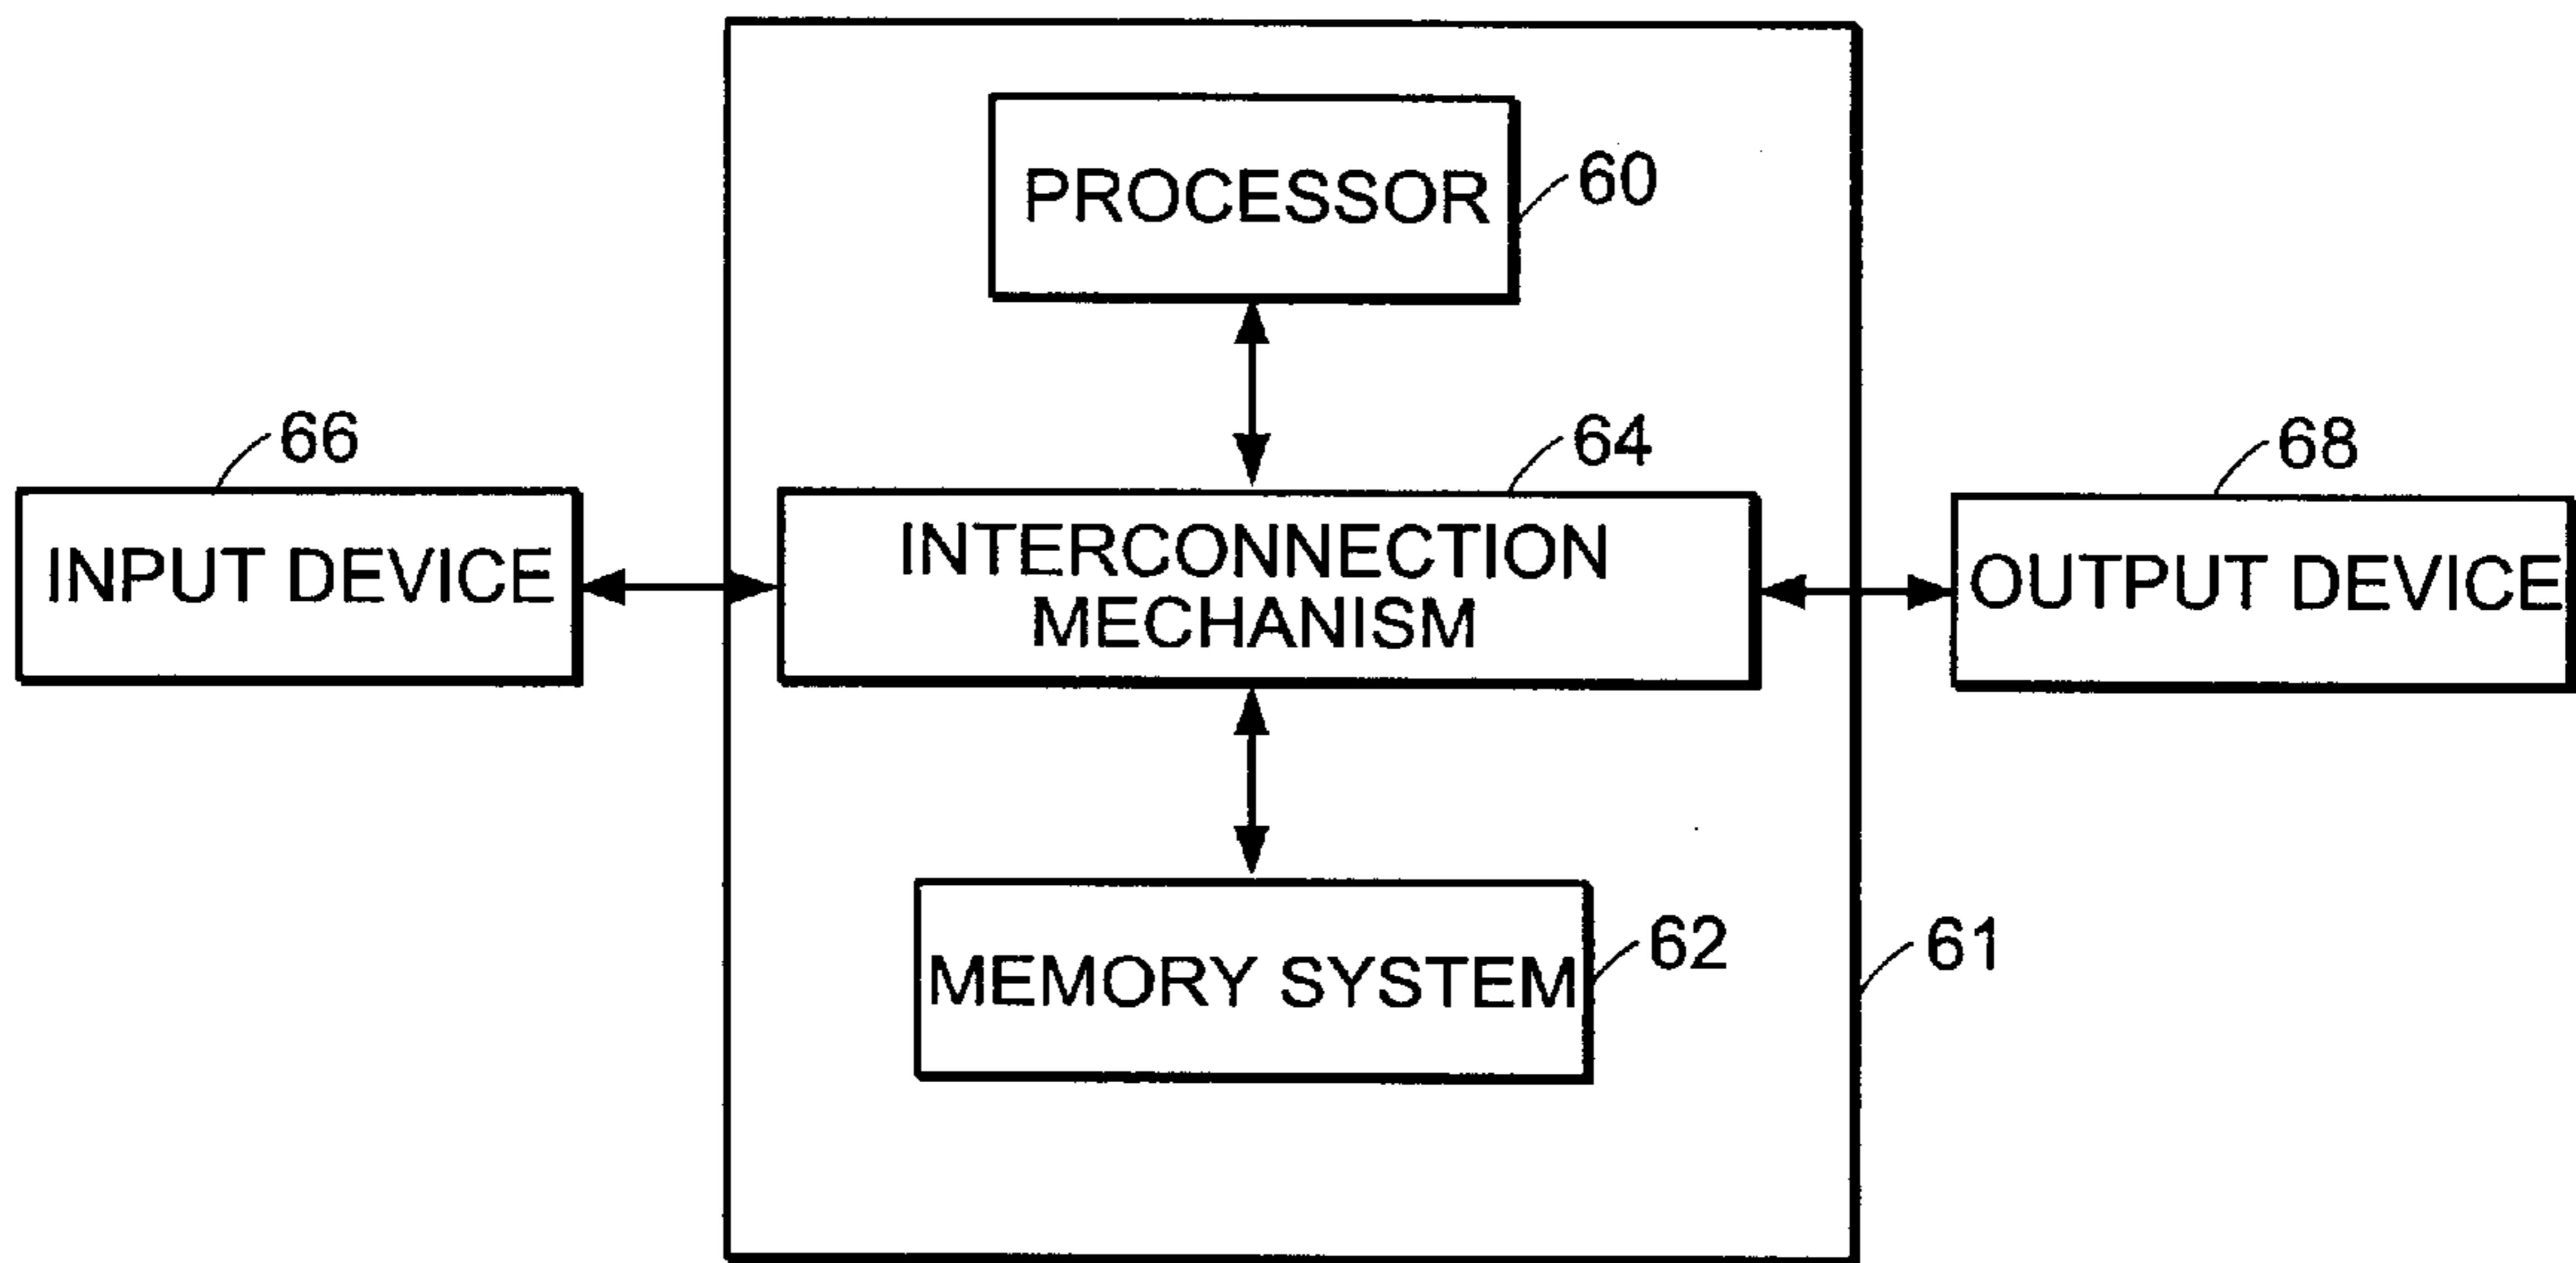 PROCESSOR
60
66
64
68
INPUT DEVICE
INTERCONNECTION
MECHANISM
OUTPUT DEVICE
MEMORY SYSTEM
62
61